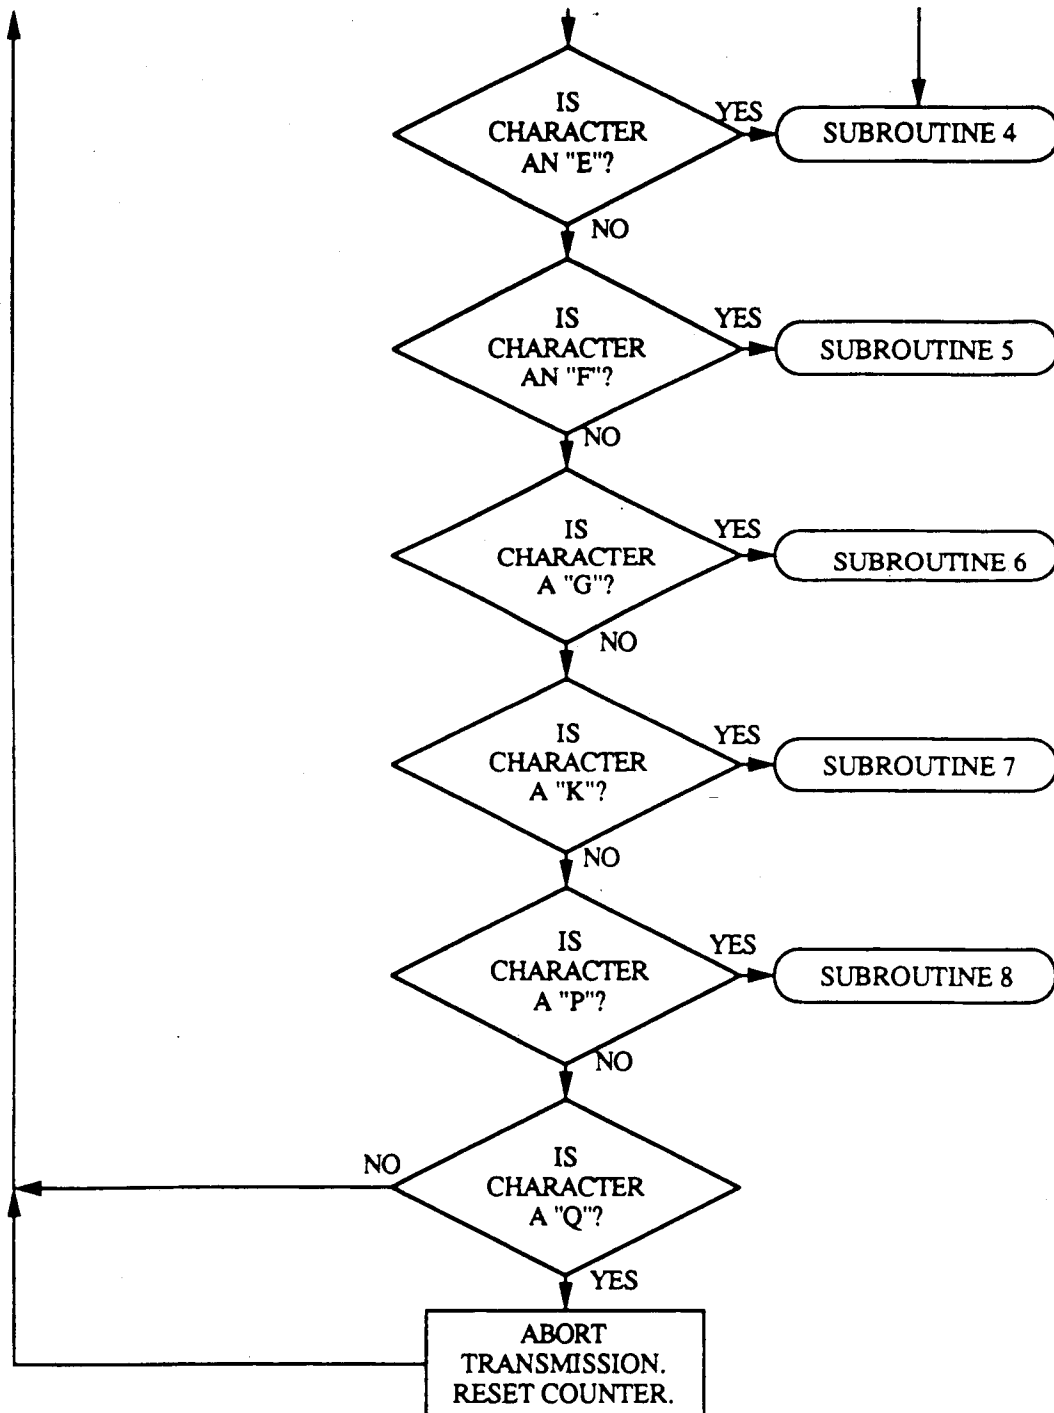 IS
CHARACTER
AN "E"?
YES
SUBROUTINE 4
NO
IS
CHARACTER
AN "F"?
YES
SUBROUTINE 5
NO
IS
CHARACTER
A "G"?
YES
SUBROUTINE 6
NO
IS
CHARACTER
A "K"?
YES
SUBROUTINE 7
NO
IS
CHARACTER
A "P"?
YES
SUBROUTINE 8
NO
IS
CHARACTER
A "Q"?
NO
YES
ABORT
TRANSMISSION.
RESET COUNTER.